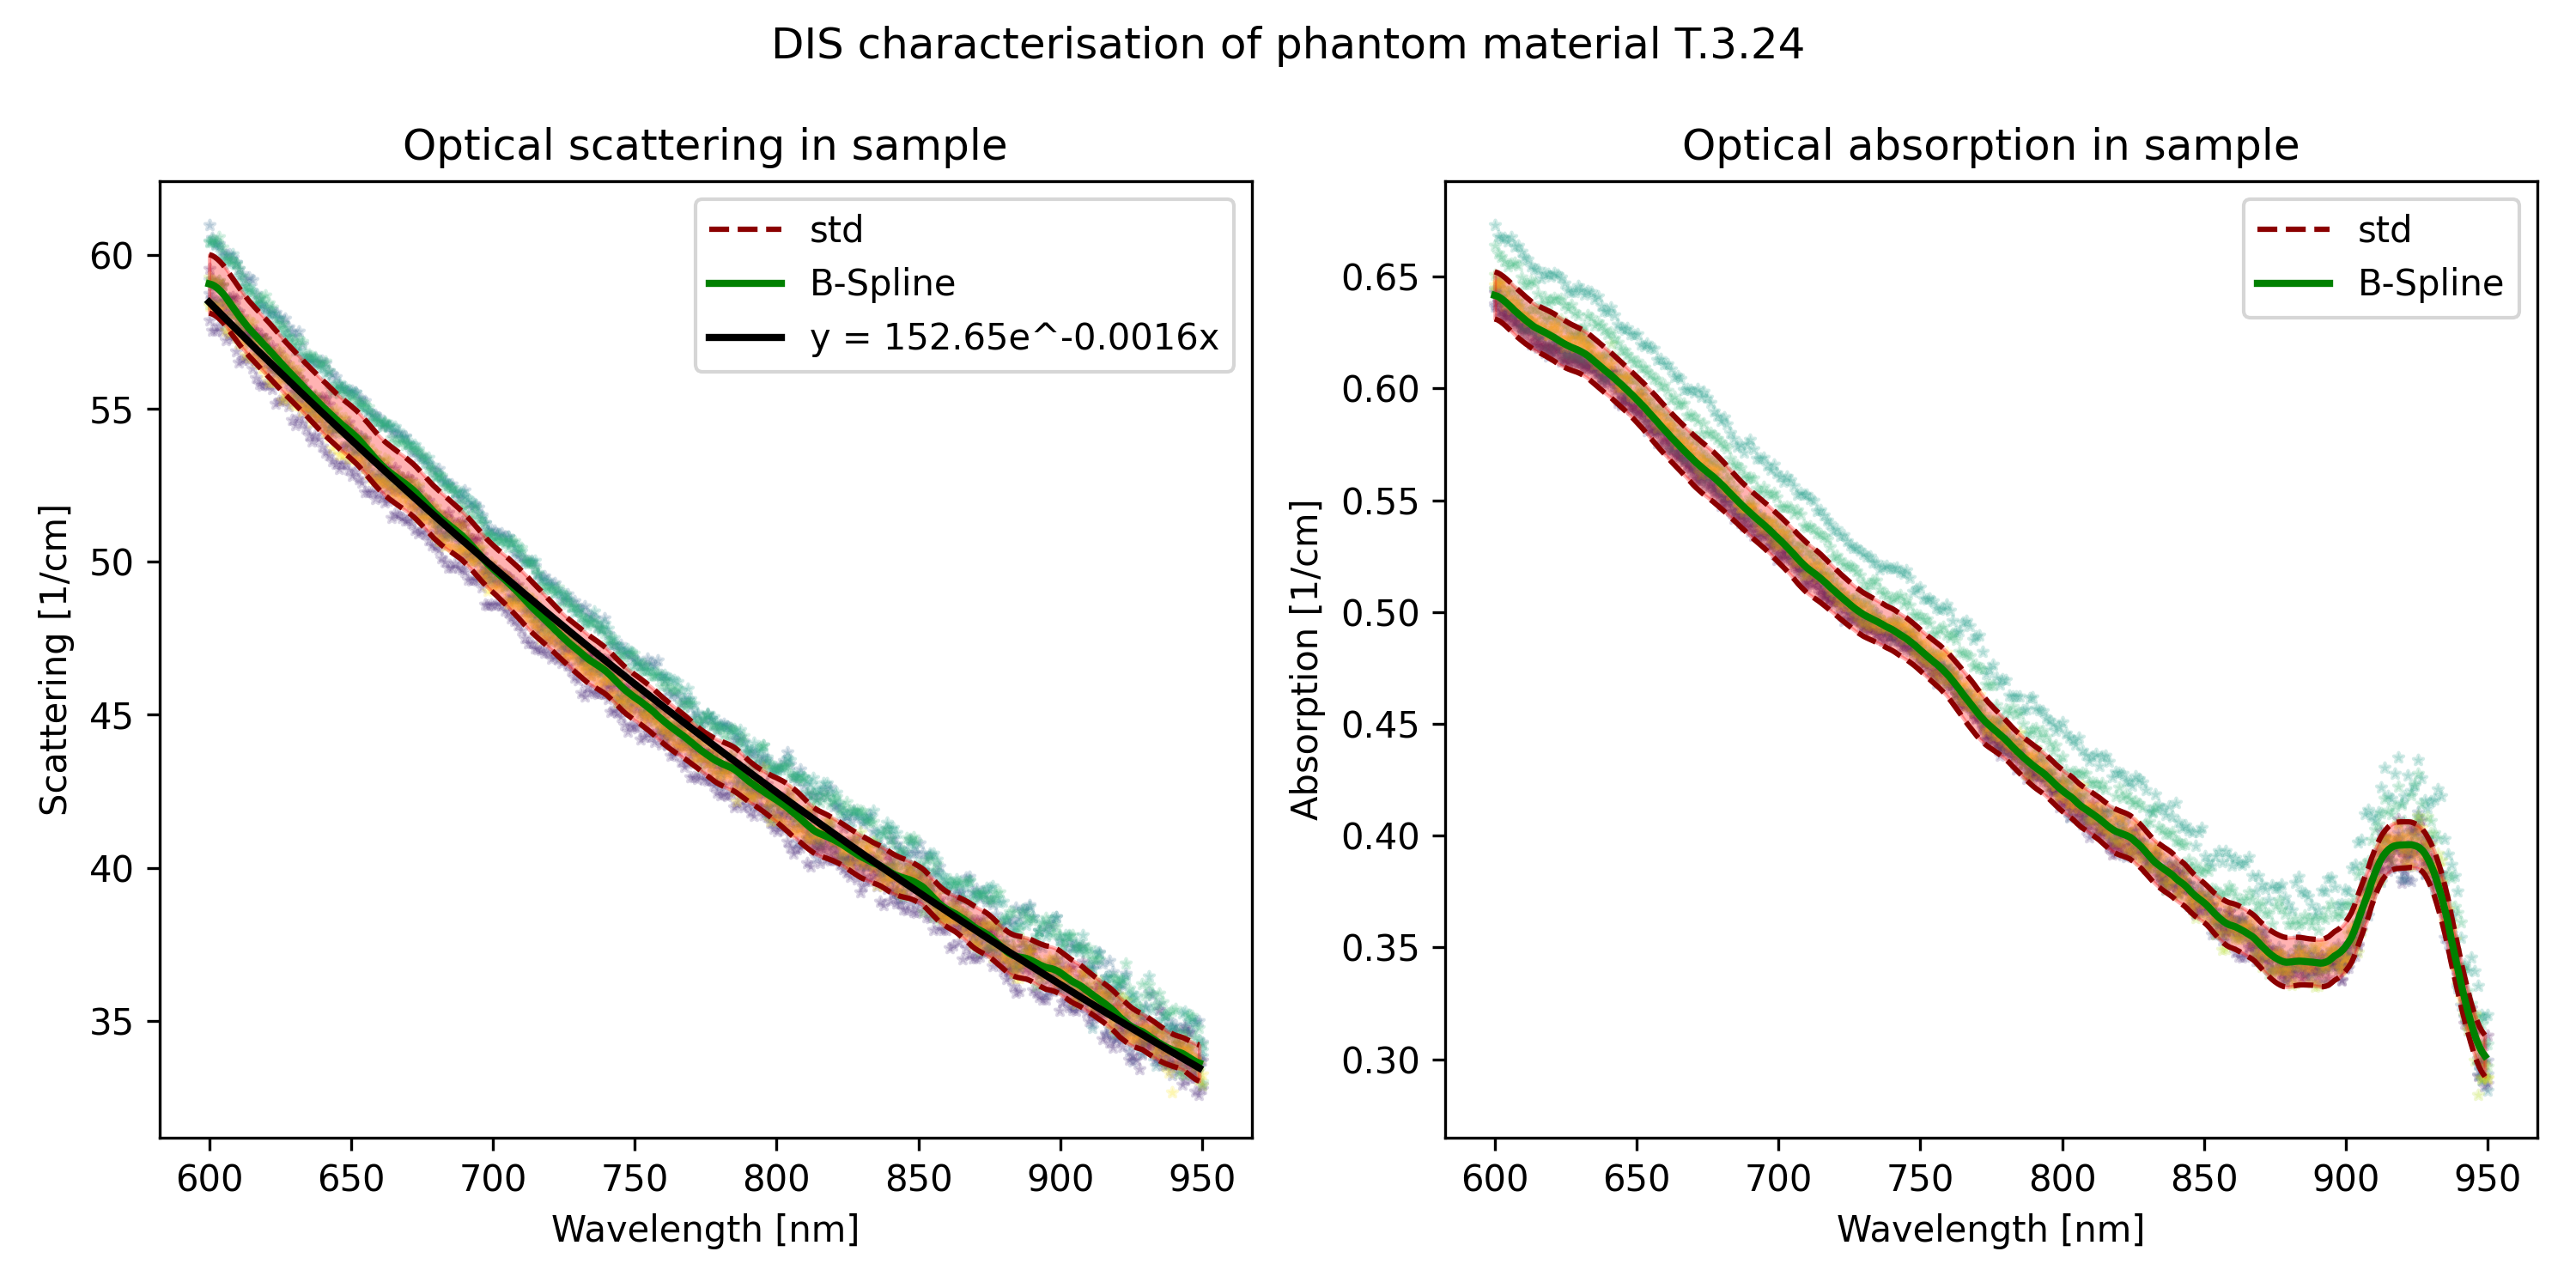 DIS characterisation of phantom material T.3.24
Optical scattering in sample
std
B-Spline
y = 152.65e^-0.0016x
Scattering [1/cm]
60
55
50
45
40
35
600 650 700 750 800 850 900 950
Wavelength [nm]
Optical absorption in sample
std
B-Spline
Absorption [1/cm]
0.65
0.60
0.55
0.50
0.45
0.40
0.35
0.30
600 650 700 750 800 850 900 950
Wavelength [nm]